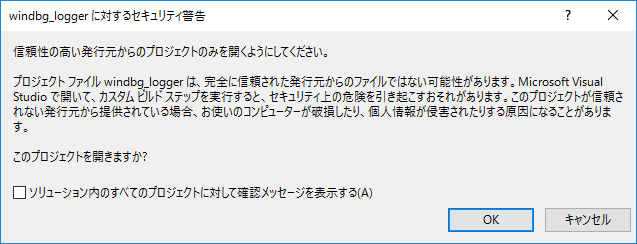 windbg_logger に対するセキュリティ警告
信頼性の高い発行元からのプロジェクトのみを開くようにしてください。
プロジェクト ファイル windbg_logger は、完全に信頼された発行元からのファイルではない可能性があります。Microsoft Visual
Studio で開いて、カスタム ビルド ステップを実行すると、セキュリティ上の危険を引き起こすおそれがあります。このプロジェクトが信頼さ
れない発行元から提供されている場合、お使いのコンピューターが破損したり、個人情報が侵害されたりする原因になることがありま
す。
このプロジェクトを開きますか?
ソリューション内のすべてのプロジェクトに対して確認メッセージを表示する(A)
OK
キャンセル